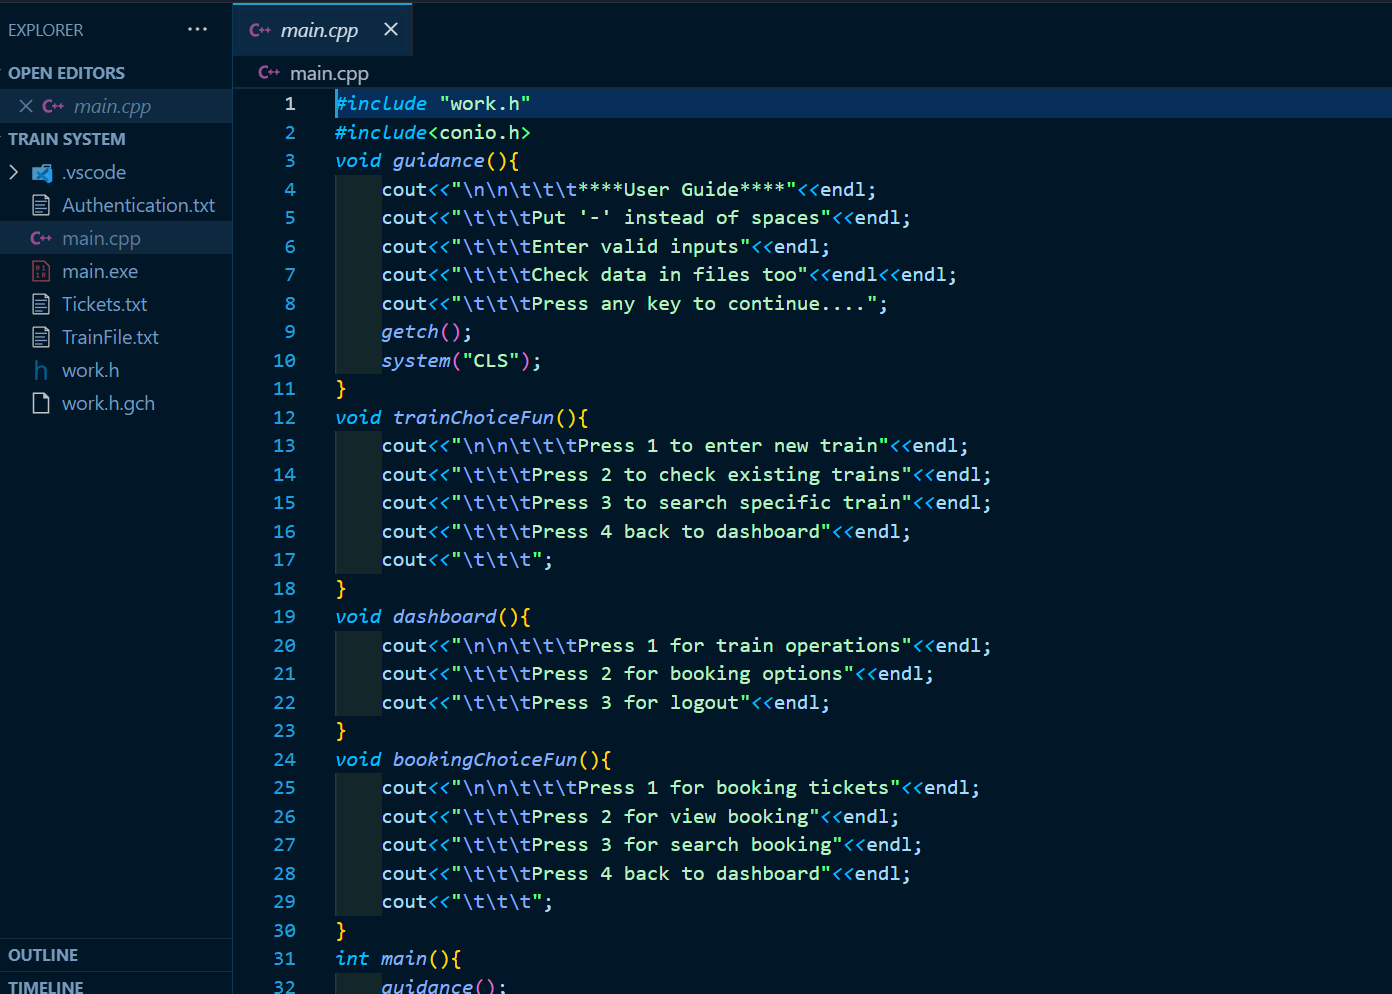 EXPLORER
···
OPEN EDITORS
C++ main.cpp
TRAIN SYSTEM
.vscode
Authentication.txt
C++ main.cpp
main.exe
Tickets.txt
TrainFile.txt
h work.h
work.h.gch
OUTLINE
TIMELINE
C++ main.cpp
C++ main.cpp
1 #include "work.h"
2 #include<conio.h>
3 void guidance(){
4 cout<<"\n\n\t\t\t****User Guide****"<<endl;
5 cout<<"\t\t\tPut '-' instead of spaces"<<endl;
6 cout<<"\t\t\tEnter valid inputs"<<endl;
7 cout<<"\t\t\tCheck data in files too"<<endl<<endl;
8 cout<<"\t\t\tPress any key to continue....";
9 getch();
10 system("CLS");
11 }
12 void trainChoiceFun(){
13 cout<<"\n\n\t\t\tPress 1 to enter new train"<<endl;
14 cout<<"\t\t\tPress 2 to check existing trains"<<endl;
15 cout<<"\t\t\tPress 3 to search specific train"<<endl;
16 cout<<"\t\t\tPress 4 back to dashboard"<<endl;
17 cout<<"\t\t\t";
18 }
19 void dashboard(){
20 cout<<"\n\n\t\t\tPress 1 for train operations"<<endl;
21 cout<<"\t\t\tPress 2 for booking options"<<endl;
22 cout<<"\t\t\tPress 3 for logout"<<endl;
23 }
24 void bookingChoiceFun(){
25 cout<<"\n\n\t\t\tPress 1 for booking tickets"<<endl;
26 cout<<"\t\t\tPress 2 for view booking"<<endl;
27 cout<<"\t\t\tPress 3 for search booking"<<endl;
28 cout<<"\t\t\tPress 4 back to dashboard"<<endl;
29 cout<<"\t\t\t";
30 }
31 int main(){
32 guidance();